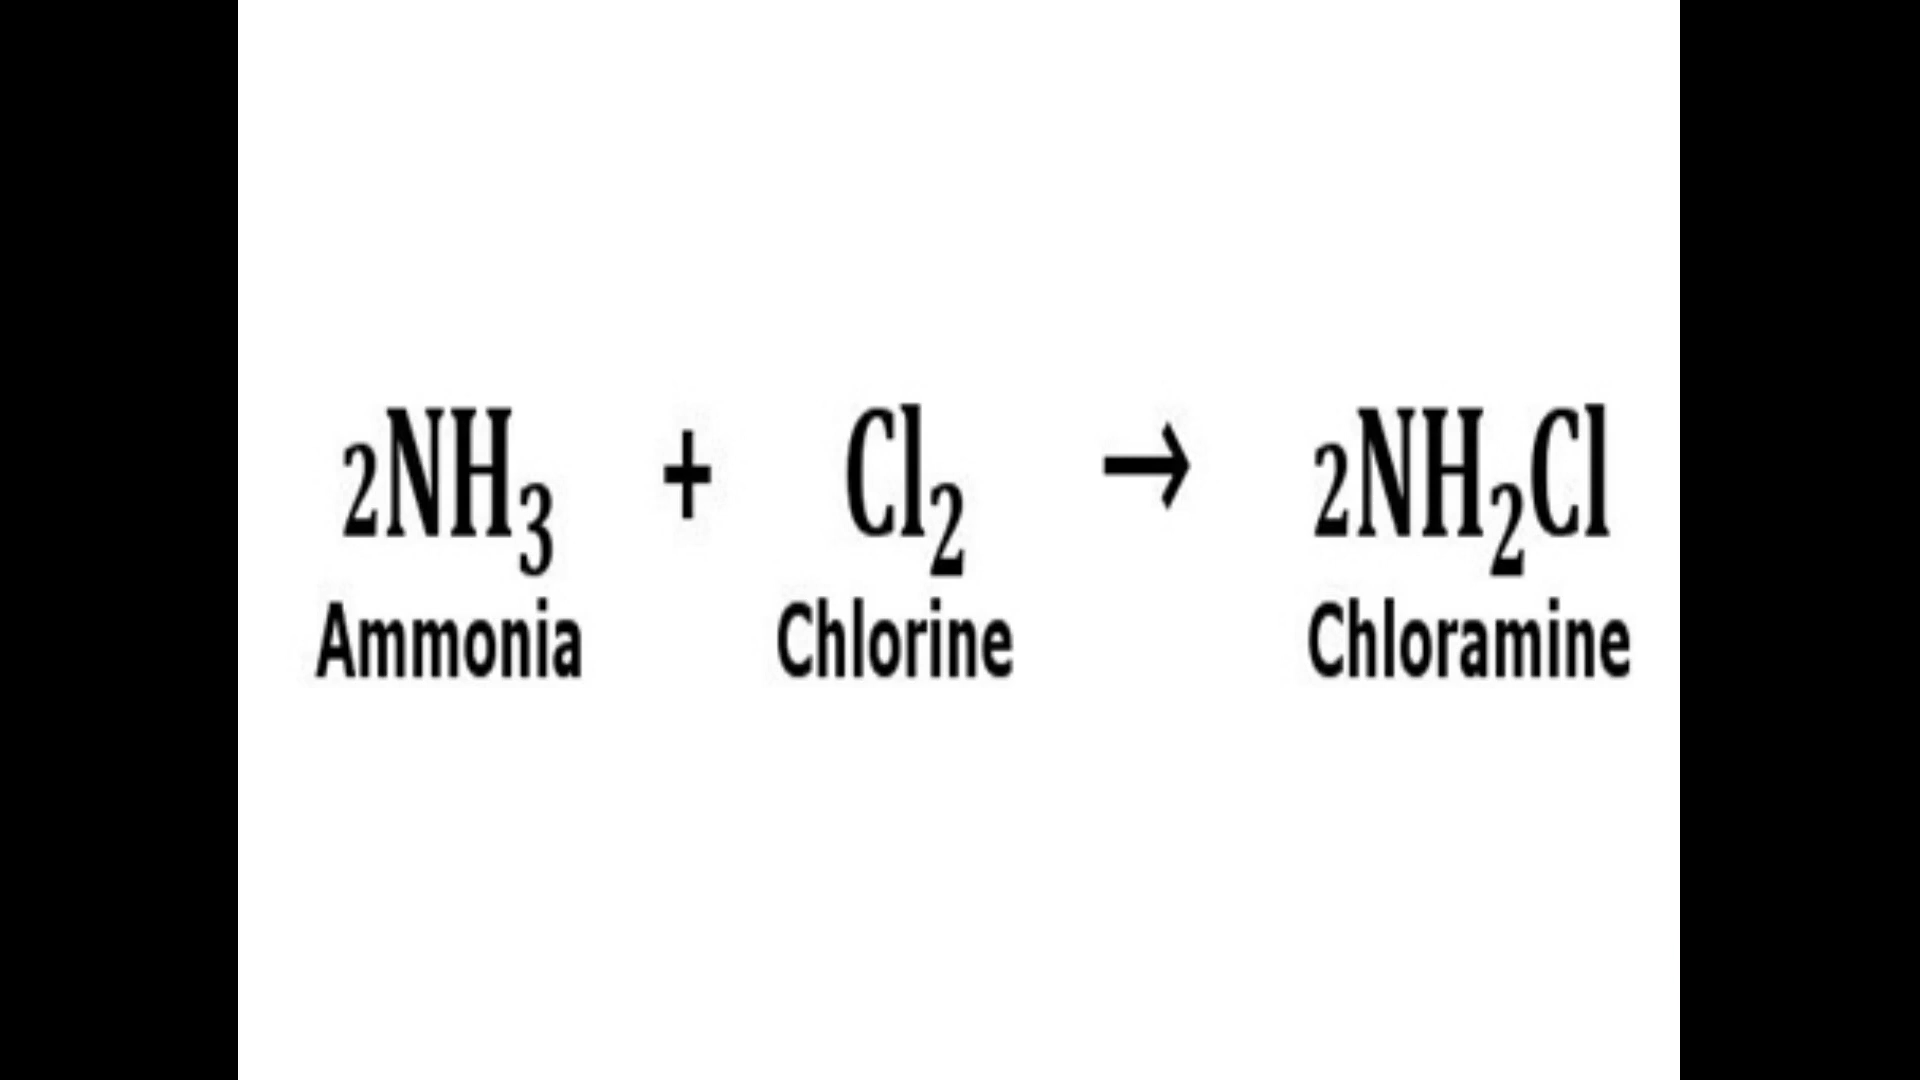 2NH₃ + Cl₂ → 2NH₂Cl
Ammonia Chlorine Chloramine